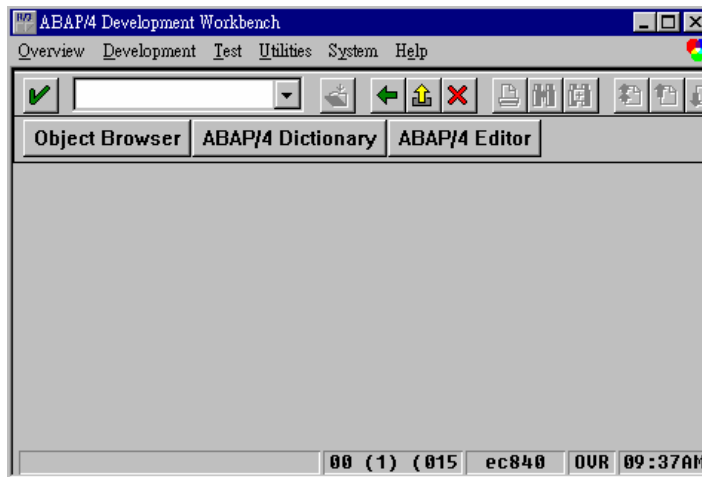 ABAP/4 Development Workbench
Overview Development Test Utilities System Help
Object Browser ABAP/4 Dictionary ABAP/4 Editor
00 (1) (015 ec840 OVR 09:37AM